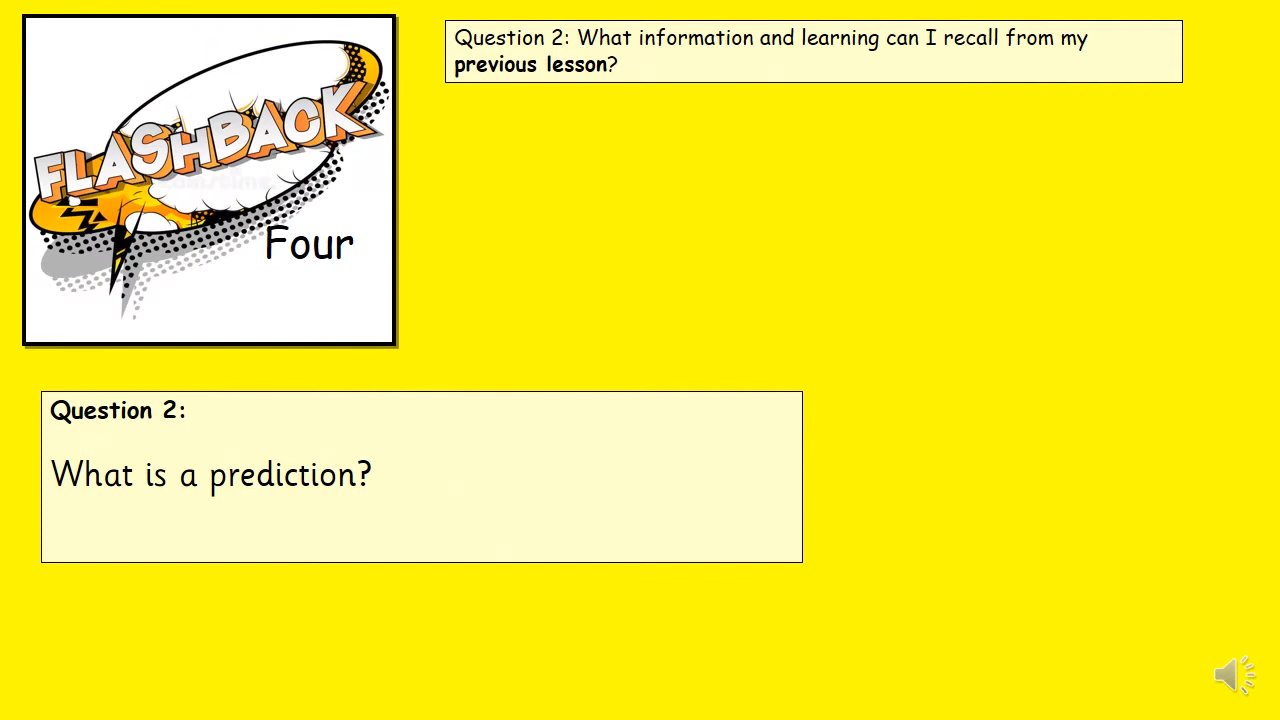 FLASHBACK
Four
Question 2: What information and learning can I recall from my
previous lesson?
Question 2:
What is a prediction?